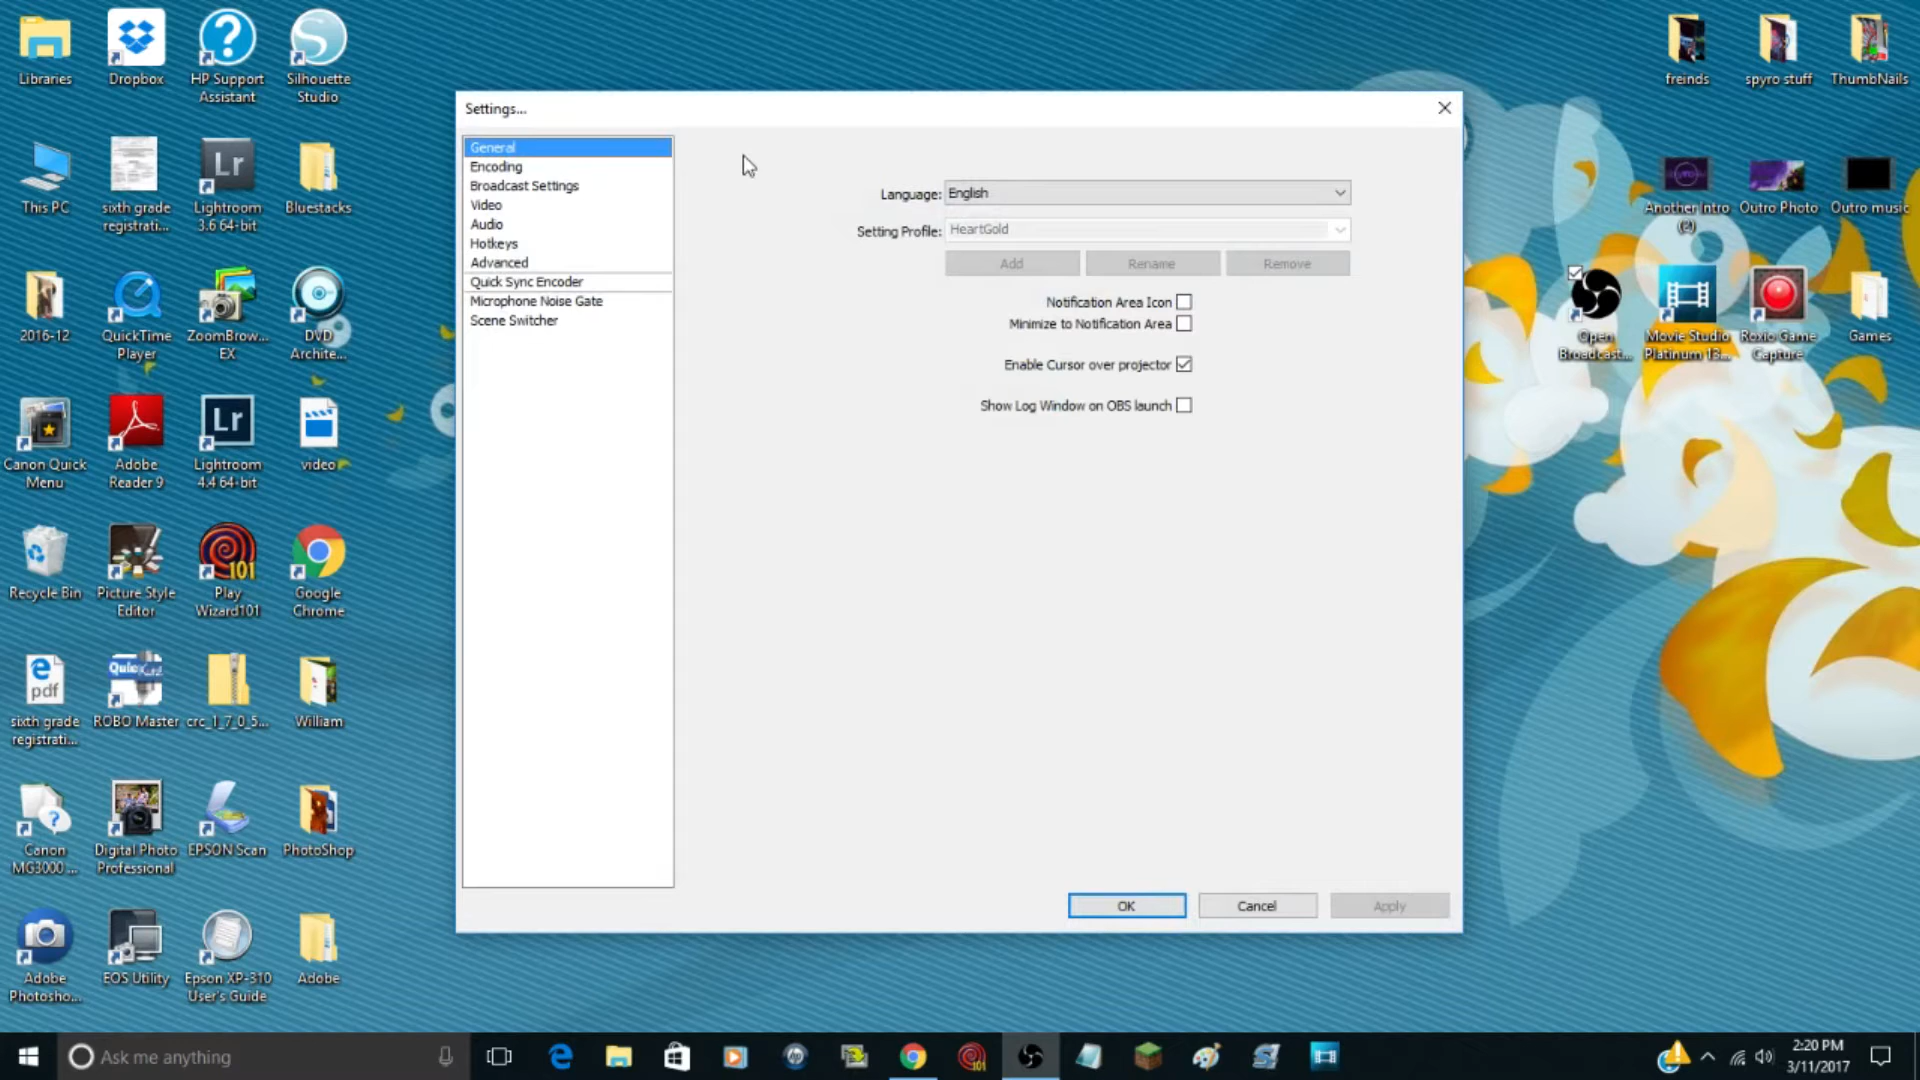 Libraries
Dropbox
HP Support
Assistant
Silhouette
Studio
freinds
spyro stuff
ThumbNails
This PC
sixth grade
registrati...
Lightroom
3.6 64-bit
Bluestacks
Another Intro
(2)
Outro Photo
Outro music
2016-12
QuickTime
Player
ZoomBrow...
EX
DVD
Archite...
Open
Broadcast...
Movie Studio
Platinum 13...
Roxio Game
Capture
Games
Canon Quick
Menu
Adobe
Reader 9
Lightroom
4.4 64-bit
video
Recycle Bin
Picture Style
Editor
Play
Wizard101
Google
Chrome
sixth grade
registrati...
ROBO Master
crc_1_7_0_5...
William
Canon
MG3000 ...
Digital Photo
Professional
EPSON Scan
PhotoShop
Adobe
Photosho...
EOS Utility
Epson XP-310
User's Guide
Adobe
Lr
Lr
101
pdf
Settings...
General
Encoding
Broadcast Settings
Video
Audio
Hotkeys
Advanced
Quick Sync Encoder
Microphone Noise Gate
Scene Switcher
Language: English
Setting Profile: HeartGold
Add Rename Remove
Notification Area Icon
Minimize to Notification Area
Enable Cursor over projector
Show Log Window on OBS launch
OK Cancel Apply
Ask me anything
101
2:20 PM
3/11/2017